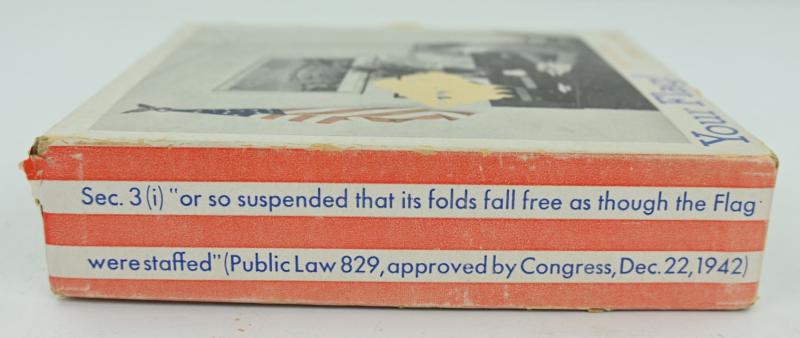 Your Flag
Sec. 3 (i) "or so suspended that its folds fall free as though the Flag
were staffed" (Public Law 829, approved by Congress, Dec. 22, 1942)